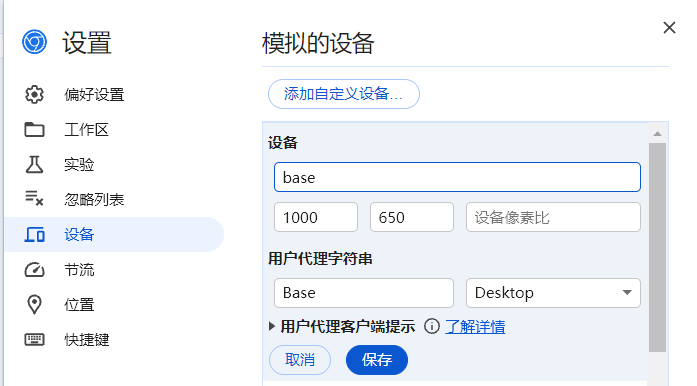 设置
偏好设置
工作区
实验
忽略列表
设备
节流
位置
快捷键
模拟的设备
添加自定义设备...
设备
base
1000 650 设备像素比
用户代理字符串
Base Desktop
用户代理客户端提示 了解详情
取消 保存